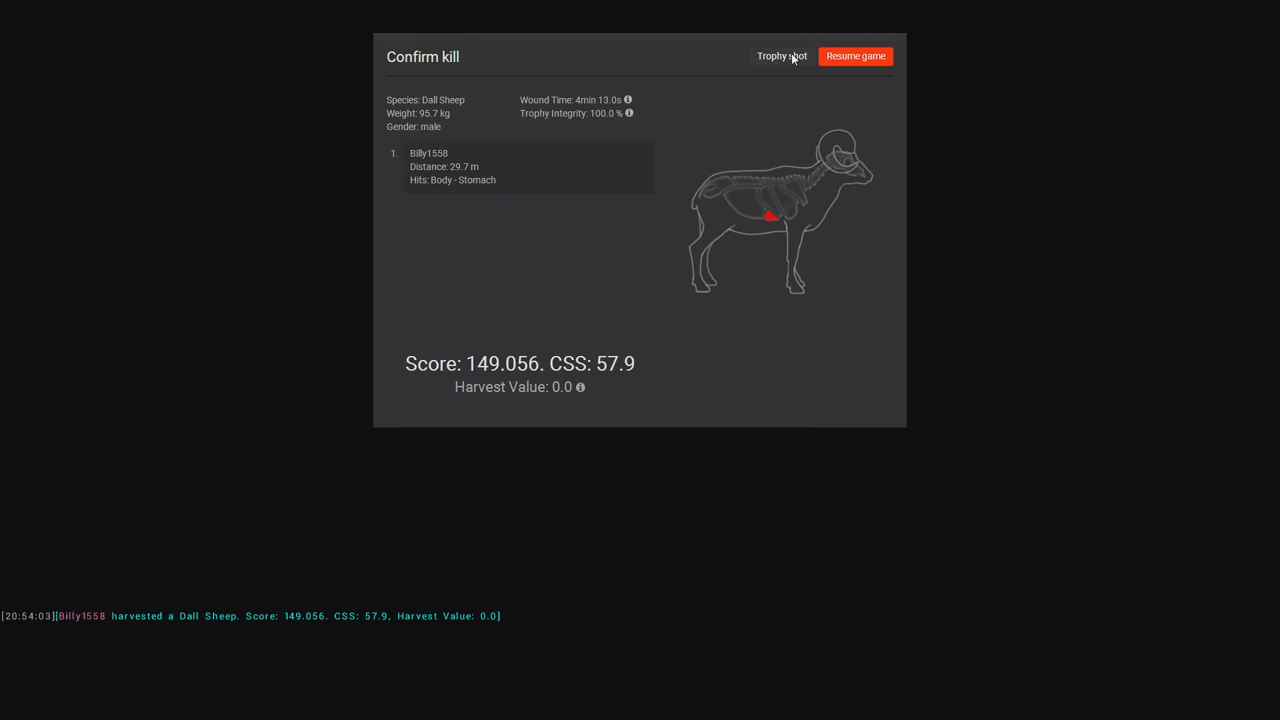 Confirm kill
Trophy shot
Resume game
Species: Dall Sheep
Weight: 95.7 kg
Gender: male
Wound Time: 4min 13.0s
Trophy Integrity: 100.0 %
1. Billy1558
Distance: 29.7 m
Hits: Body - Stomach
Score: 149.056. CSS: 57.9
Harvest Value: 0.0
[20:54:03][Billy1558 harvested a Dall Sheep. Score: 149.056. CSS: 57.9, Harvest Value: 0.0]